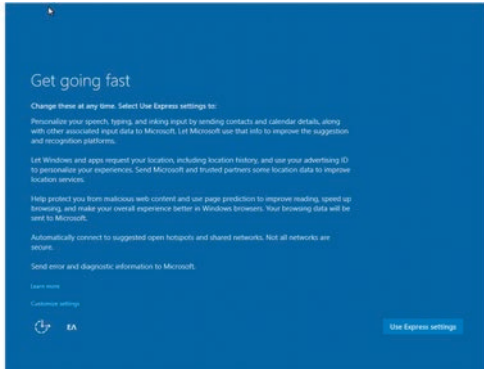 Get going fast
Change these at any time. Select Use Express settings to:
Personalize your speech, typing, and inking input by sending contacts and calendar details, along
with other associated input data to Microsoft. Let Microsoft use that info to improve the suggestion
and recognition platforms.
Let Windows and apps request your location, including location history, and use your advertising ID
to personalize your experiences. Send Microsoft and trusted partners some location data to improve
location services.
Help protect you from malicious web content and use page prediction to improve reading, speed up
browsing, and make your overall experience better in Windows browsers. Your browsing data will be
sent to Microsoft.
Automatically connect to suggested open hotspots and shared networks. Not all networks are
secure.
Send error and diagnostic information to Microsoft.
Learn more
Customize settings
ΕΛ
Use Express settings